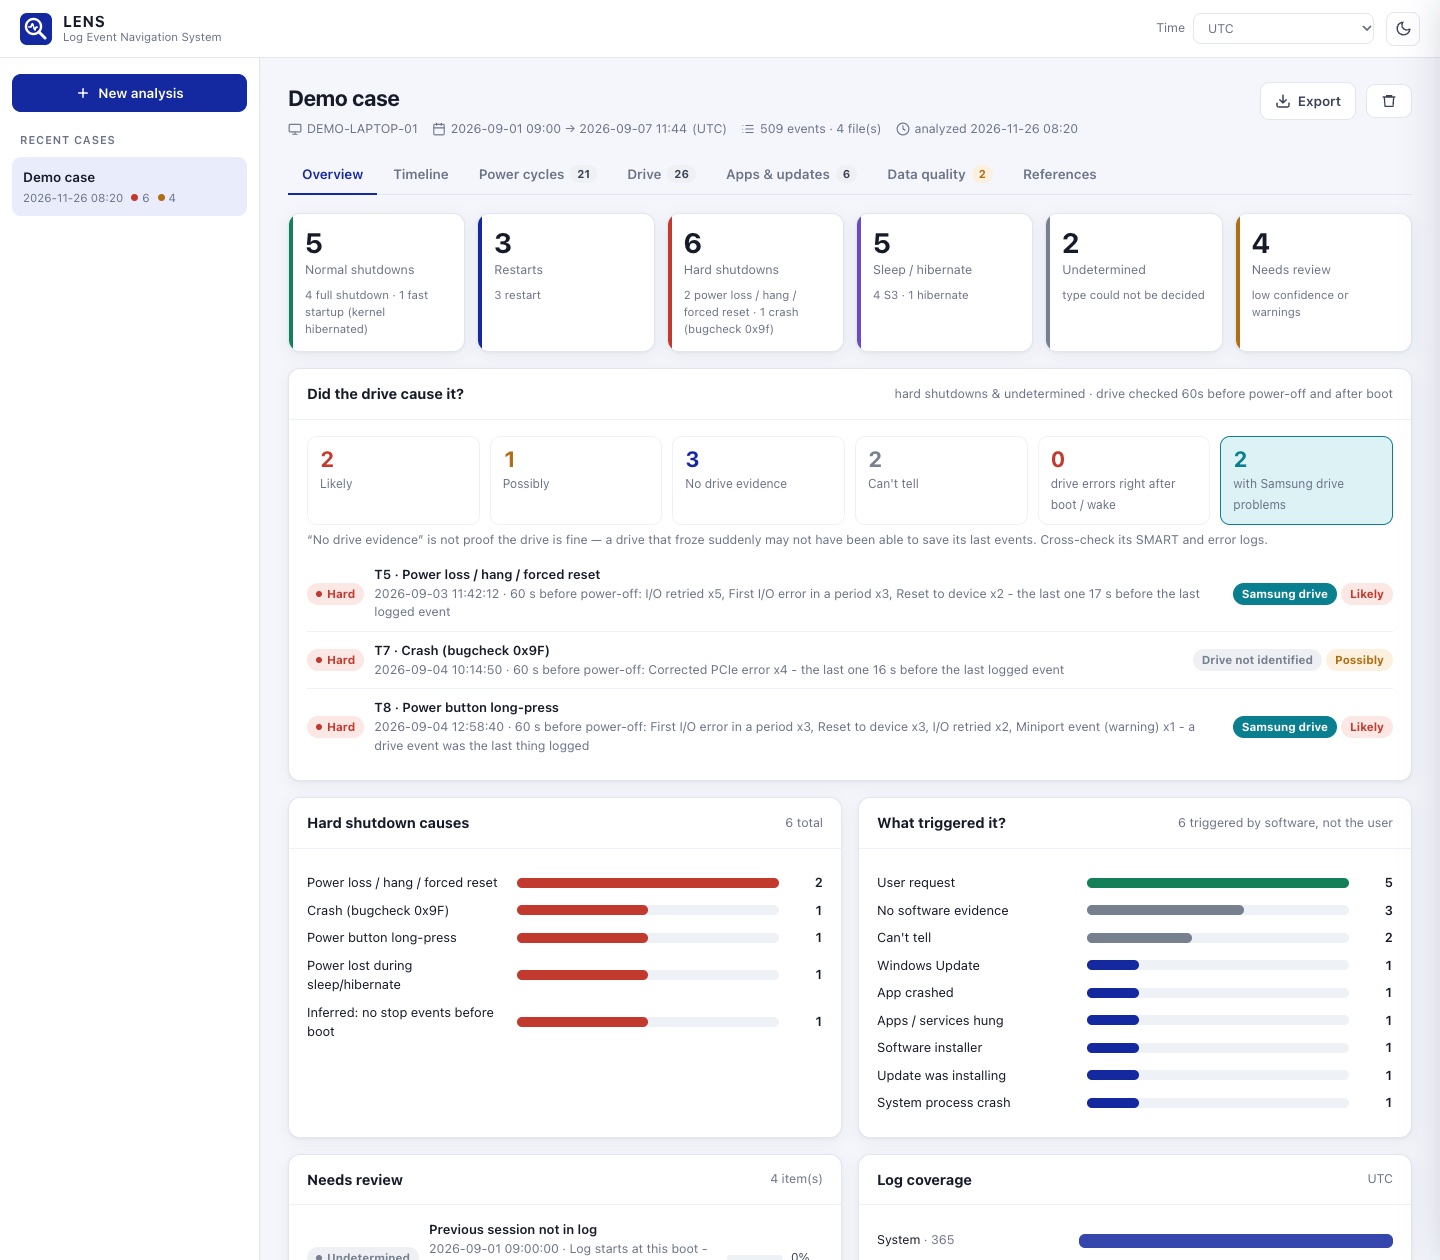 LENS
Log Event Navigation System
Time
UTC
New analysis
RECENT CASES
Demo case
2026-11-26 08:20 6 4
Demo case
Export
DEMO-LAPTOP-01 2026-09-01 09:00 → 2026-09-07 11:44 (UTC) 509 events · 4 file(s) analyzed 2026-11-26 08:20
Overview Timeline Power cycles 21 Drive 26 Apps & updates 6 Data quality 2 References
5
Normal shutdowns
4 full shutdown · 1 fast
startup (kernel
hibernated)
3
Restarts
3 restart
6
Hard shutdowns
2 power loss / hang /
forced reset · 1 crash
(bugcheck 0x9f)
5
Sleep / hibernate
4 S3 · 1 hibernate
2
Undetermined
type could not be decided
4
Needs review
low confidence or
warnings
Did the drive cause it?
hard shutdowns & undetermined · drive checked 60s before power-off and after boot
2
Likely
1
Possibly
3
No drive evidence
2
Can't tell
0
drive errors right after
boot / wake
2
with Samsung drive
problems
“No drive evidence” is not proof the drive is fine — a drive that froze suddenly may not have been able to save its last events. Cross-check its SMART and error logs.
Hard
T5 · Power loss / hang / forced reset
2026-09-03 11:42:12 · 60 s before power-off: I/O retried x5, First I/O error in a period x3, Reset to device x2 - the last one 17 s before the last
logged event
Samsung drive Likely
Hard
T7 · Crash (bugcheck 0x9F)
2026-09-04 10:14:50 · 60 s before power-off: Corrected PCIe error x4 - the last one 16 s before the last logged event
Drive not identified Possibly
Hard
T8 · Power button long-press
2026-09-04 12:58:40 · 60 s before power-off: First I/O error in a period x3, Reset to device x3, I/O retried x2, Miniport event (warning) x1 - a
drive event was the last thing logged
Samsung drive Likely
Hard shutdown causes
6 total
Power loss / hang / forced reset 2
Crash (bugcheck 0x9F) 1
Power button long-press 1
Power lost during
sleep/hibernate 1
Inferred: no stop events before
boot 1
What triggered it?
6 triggered by software, not the user
User request 5
No software evidence 3
Can't tell 2
Windows Update 1
App crashed 1
Apps / services hung 1
Software installer 1
Update was installing 1
System process crash 1
Needs review
4 item(s)
Undetermined
Previous session not in log
2026-09-01 09:00:00 · Log starts at this boot -
0%
Log coverage
UTC
System · 365